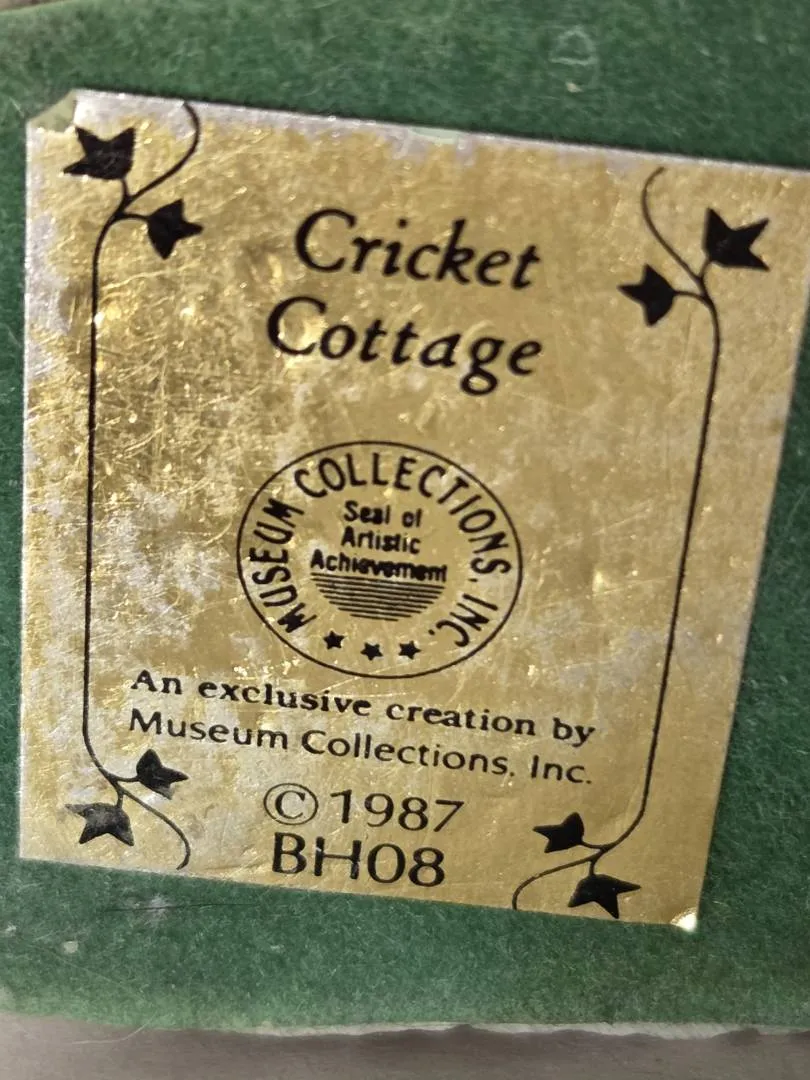 Cricket
Cottage
MUSEUM COLLECTIONS, INC.
Seal of
Artistic
Achievement
An exclusive creation by
Museum Collections, Inc.
© 1987
BH08